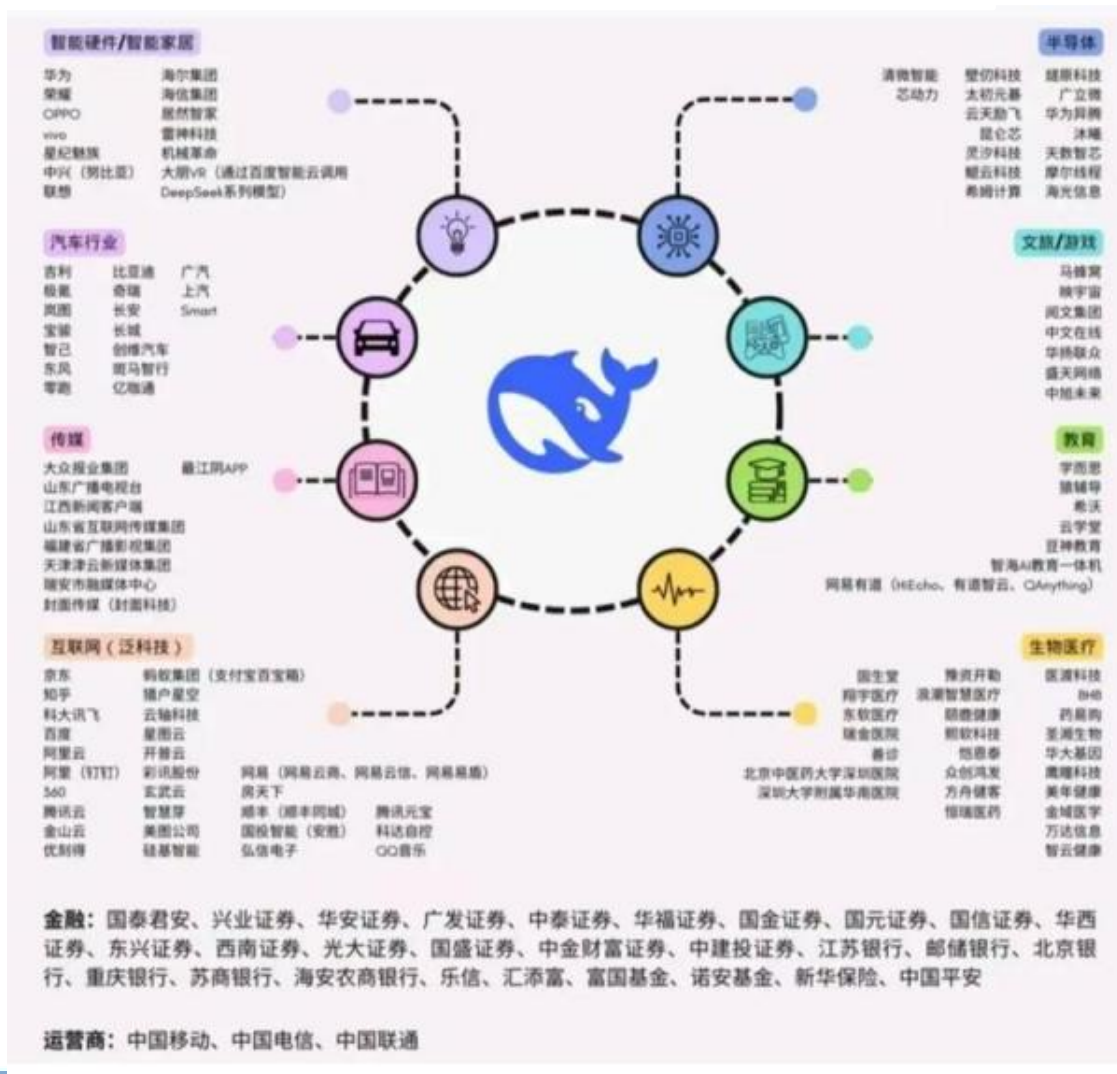 智能硬件/智能家居
华为 海尔集团
荣耀 海信集团
OPPO 居然智家
vivo 雷神科技
星纪魅族 机械革命
中兴（努比亚） 大朋VR（通过百度智能云调用
联想 DeepSeek系列模型）
半导体
清微智能 壁仞科技 燧原科技
芯动力 太初元碁 广立微
云天励飞 华为昇腾
昆仑芯 沐曦
灵汐科技 天数智芯
鲲云科技 摩尔线程
希姆计算 海光信息
汽车行业
吉利 比亚迪 广汽
极氪 奇瑞 上汽
岚图 长安 Smart
宝骏 长城
智己 创维汽车
东风 斑马智行
零跑 亿咖通
文旅/游戏
马蜂窝
映宇宙
阅文集团
中文在线
华扬联众
盛天网络
中旭未来
传媒
大众报业集团 最江阴APP
山东广播电视台
江西新闻客户端
山东省互联网传媒集团
福建省广播影视集团
天津津云新媒体集团
瑞安市融媒体中心
封面传媒（封面科技）
教育
学而思
猿辅导
希沃
云学堂
豆神教育
智海AI教育一体机
网易有道（HiEcho、有道智云、QAnything）
互联网（泛科技）
京东 蚂蚁集团（支付宝百宝箱）
知乎 猎户星空
科大讯飞 云轴科技
百度 星图云
阿里云 开普云
阿里（钉钉） 彩讯股份 网易（网易云商、网易云信、网易易盾）
360 玄武云 房天下
腾讯云 智慧芽 顺丰（顺丰同城） 腾讯元宝
金山云 美图公司 国投智能（安胜） 科达自控
优刻得 硅基智能 弘信电子 QQ音乐
生物医疗
固生堂 豫资开勒 医渡科技
翔宇医疗 浪潮智慧医疗 BHB
东软医疗 颐鹿健康 药易购
瑞金医院 熙软科技 圣湘生物
善诊 恺恩泰 华大基因
北京中医药大学深圳医院 众创鸿发 鹰瞳科技
深圳大学附属华南医院 方舟健客 美年健康
恒瑞医药 金域医学
万达信息
智云健康
金融：国泰君安、兴业证券、华安证券、广发证券、中泰证券、华福证券、国金证券、国元证券、国信证券、华西
证券、东兴证券、西南证券、光大证券、国盛证券、中金财富证券、中建投证券、江苏银行、邮储银行、北京银
行、重庆银行、苏商银行、海安农商银行、乐信、汇添富、富国基金、诺安基金、新华保险、中国平安
运营商：中国移动、中国电信、中国联通